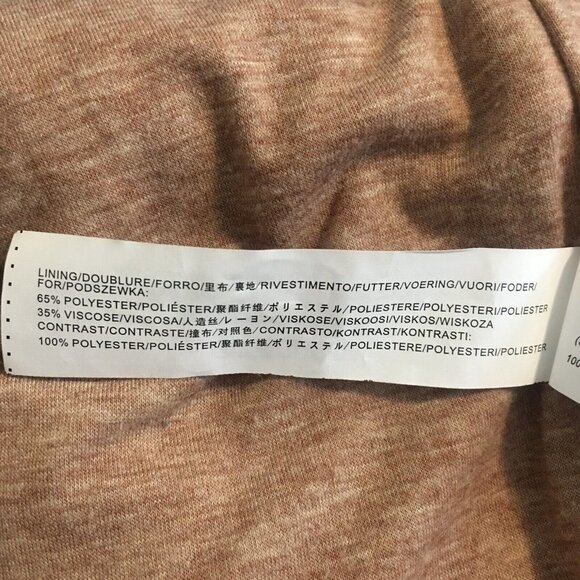 LINING/DOUBLURE/FORRO/里布/裏地/RIVESTIMENTO/FUTTER/VOERING/VUORI/FODER/
FOR/PODSZEWKA:
65% POLYESTER/POLIÉSTER/聚酯纤维/ポリエステル/POLIESTERE/POLYESTERI/POLIESTER
35% VISCOSE/VISCOSA/人造丝/レーヨン/VISKOSE/VISKOOSI/VISKOS/WISKOZA
CONTRAST/CONTRASTE/撞布/对照色/CONTRASTO/KONTRAST/KONTRASTI:
100% POLYESTER/POLIÉSTER/聚酯纤维/ポリエステル/POLIESTERE/POLYESTERI/POLIESTER
100